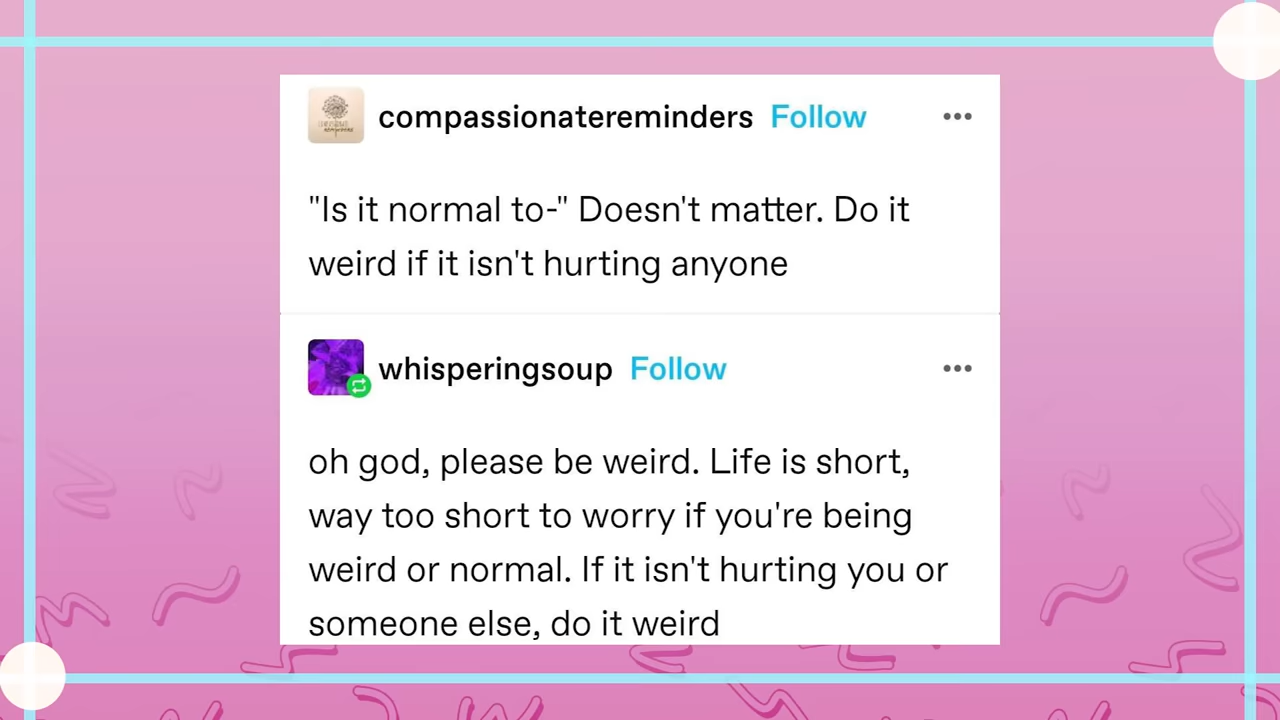 compassionatereminders Follow
"Is it normal to-" Doesn't matter. Do it
weird if it isn't hurting anyone
whisperingsoup Follow
oh god, please be weird. Life is short,
way too short to worry if you're being
weird or normal. If it isn't hurting you or
someone else, do it weird